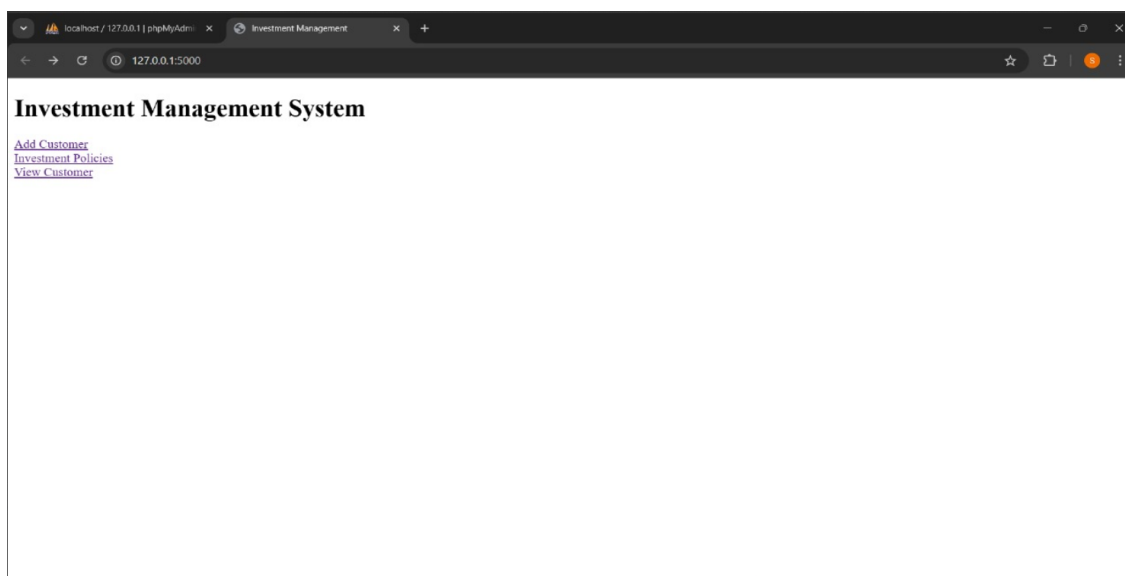 localhost / 127.0.0.1 | phpMyAdmi
Investment Management
127.0.0.1:5000
S
Investment Management System
Add Customer
Investment Policies
View Customer